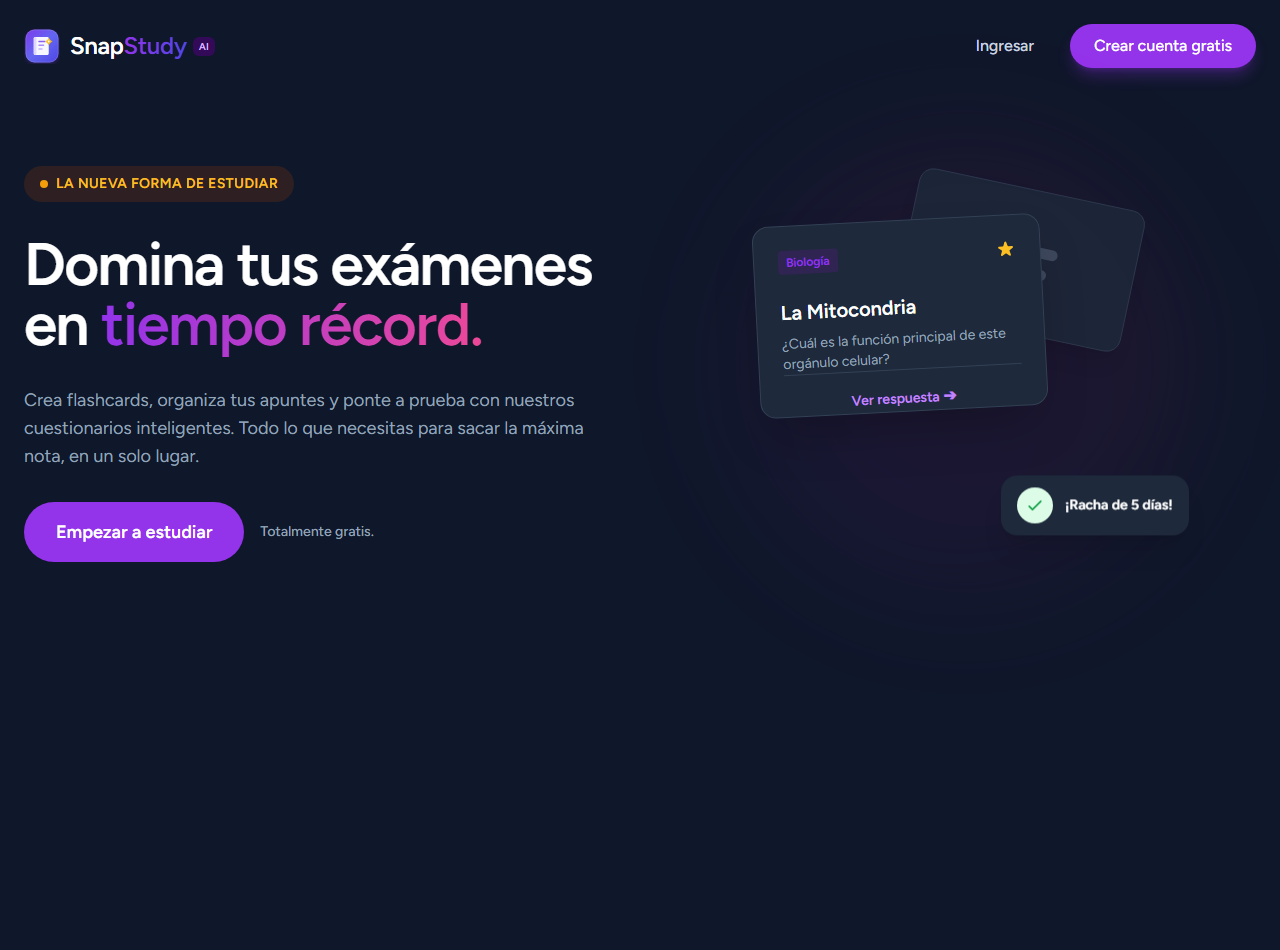 SnapStudy AI
Ingresar
Crear cuenta gratis
LA NUEVA FORMA DE ESTUDIAR
Domina tus exámenes
en tiempo récord.
Crea flashcards, organiza tus apuntes y ponte a prueba con nuestros
cuestionarios inteligentes. Todo lo que necesitas para sacar la máxima
nota, en un solo lugar.
Empezar a estudiar
Totalmente gratis.
Biología
La Mitocondria
¿Cuál es la función principal de este
orgánulo celular?
Ver respuesta ➔
¡Racha de 5 días!